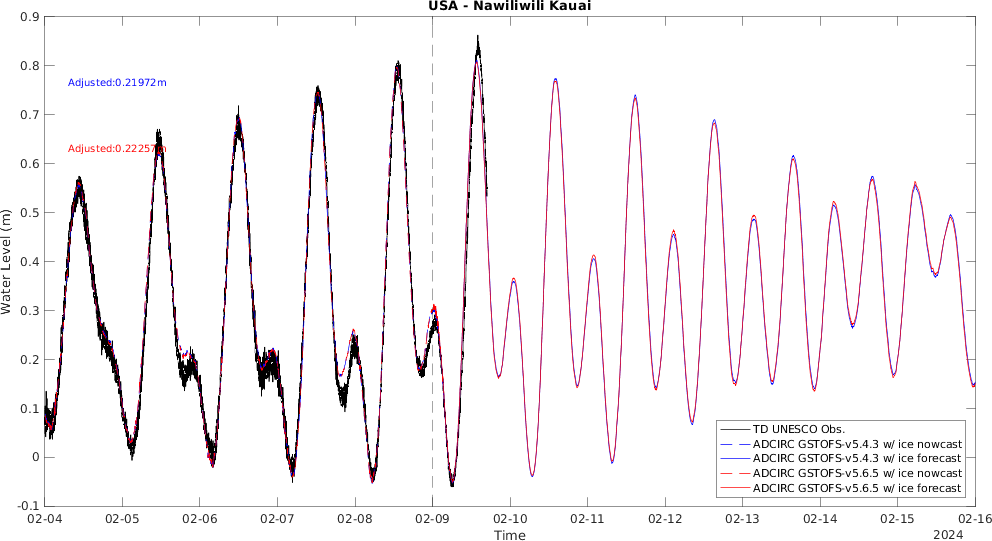 USA - Nawiliwili Kauai
0.9
0.8
0.7
0.6
0.5
0.4
0.3
0.2
0.1
0
-0.1
Water Level (m)
Adjusted:0.21972m
Adjusted:0.22257m
TD UNESCO Obs.
ADCIRC GSTOFS-v5.4.3 w/ ice nowcast
ADCIRC GSTOFS-v5.4.3 w/ ice forecast
ADCIRC GSTOFS-v5.6.5 w/ ice nowcast
ADCIRC GSTOFS-v5.6.5 w/ ice forecast
02-04 02-05 02-06 02-07 02-08 02-09 02-10 02-11 02-12 02-13 02-14 02-15 02-16
Time
2024